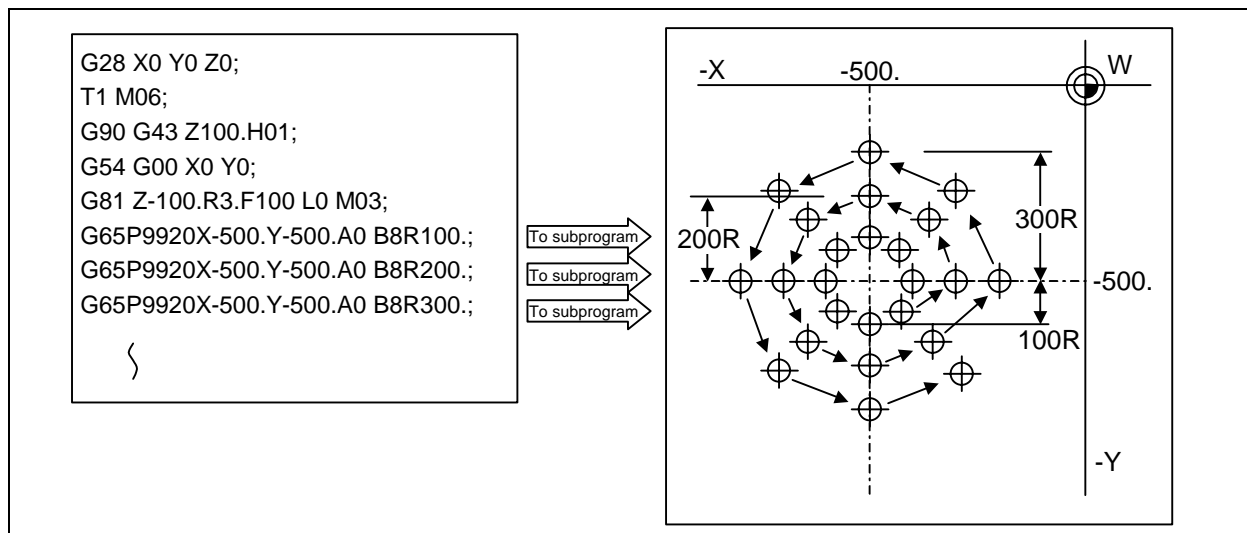 G28 X0 Y0 Z0;
T1 M06;
G90 G43 Z100.H01;
G54 G00 X0 Y0;
G81 Z-100.R3.F100 L0 M03;
G65P9920X-500.Y-500.A0 B8R100.;
G65P9920X-500.Y-500.A0 B8R200.;
G65P9920X-500.Y-500.A0 B8R300.;
To subprogram
To subprogram
To subprogram
-X
-500.
W
200R
300R
-500.
100R
-Y